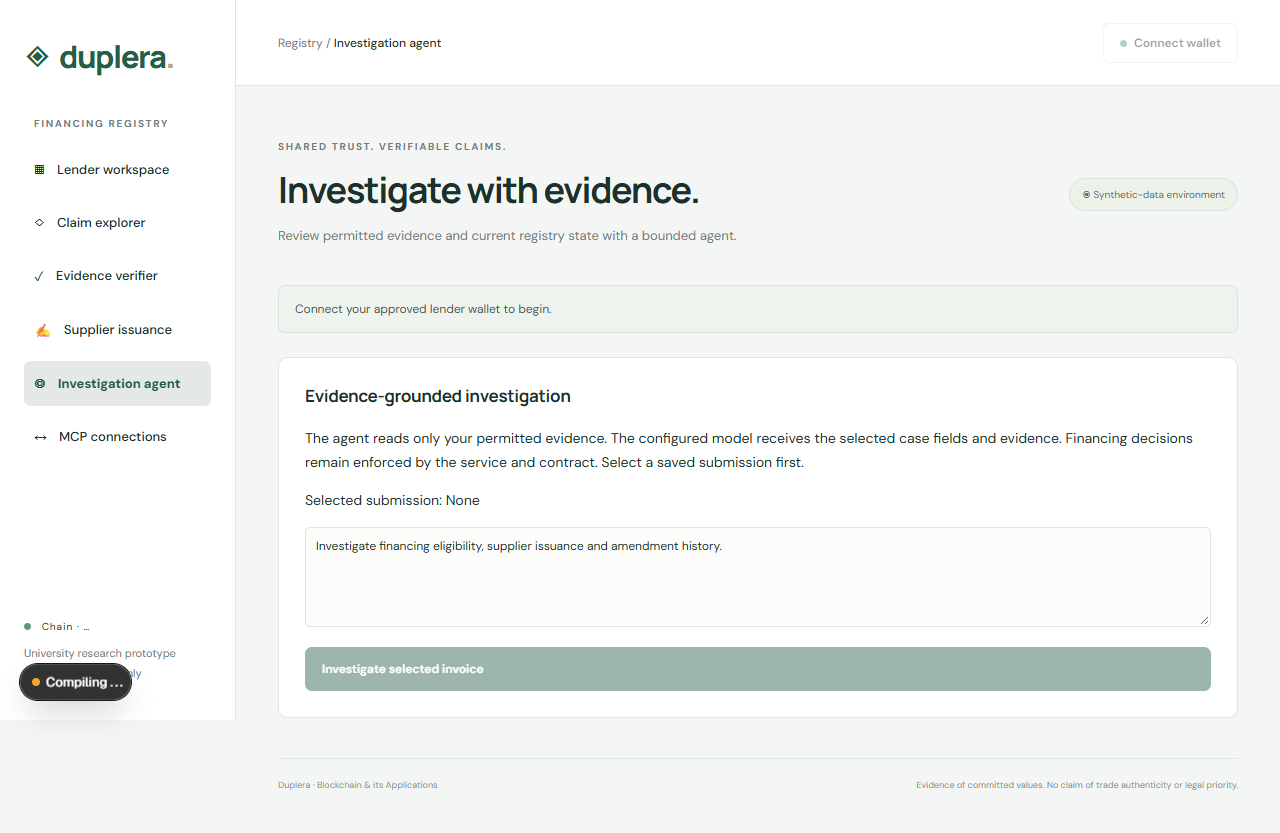 duplera.
FINANCING REGISTRY
Lender workspace
Claim explorer
Evidence verifier
Supplier issuance
Investigation agent
MCP connections
Chain · …
University research prototype
Compiling ...
Registry / Investigation agent
Connect wallet
SHARED TRUST. VERIFIABLE CLAIMS.
Investigate with evidence.
Synthetic-data environment
Review permitted evidence and current registry state with a bounded agent.
Connect your approved lender wallet to begin.
Evidence-grounded investigation
The agent reads only your permitted evidence. The configured model receives the selected case fields and evidence. Financing decisions
remain enforced by the service and contract. Select a saved submission first.
Selected submission: None
Investigate financing eligibility, supplier issuance and amendment history.
Investigate selected invoice
Duplera · Blockchain & its Applications
Evidence of committed values. No claim of trade authenticity or legal priority.